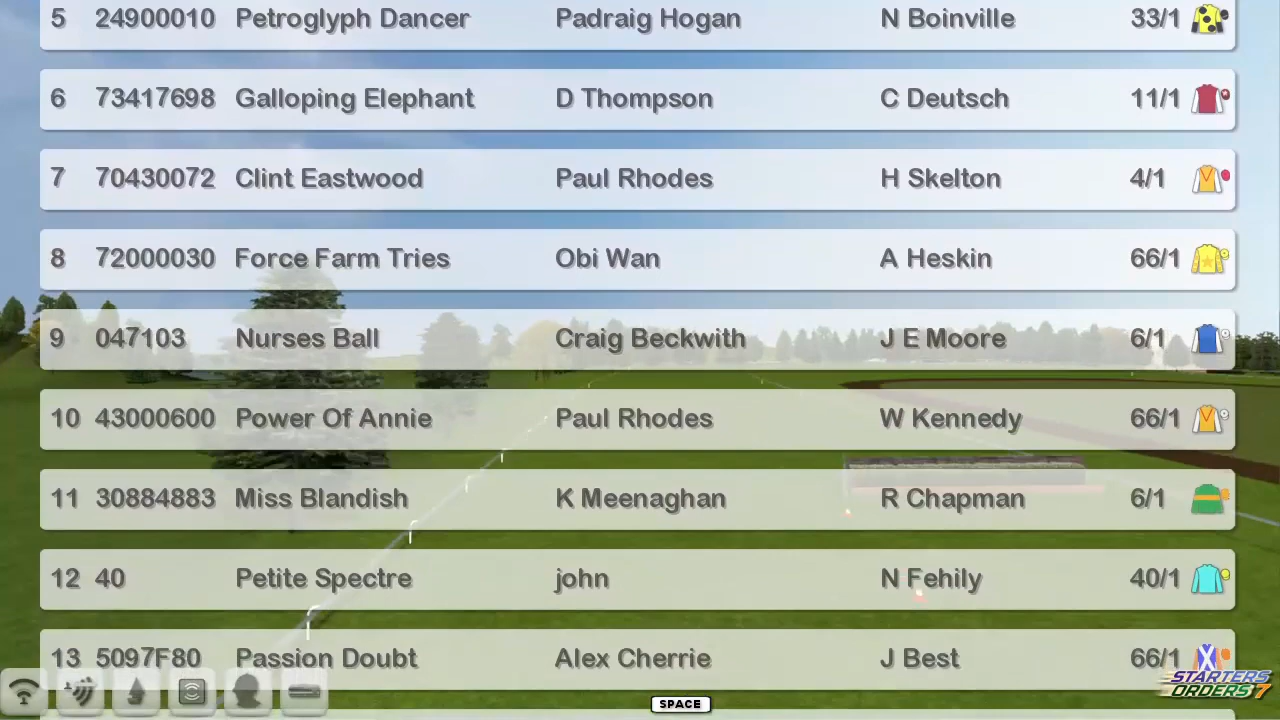 5 24900010 Petroglyph Dancer Padraig Hogan N Boinville 33/1
6 73417698 Galloping Elephant D Thompson C Deutsch 11/1
7 70430072 Clint Eastwood Paul Rhodes H Skelton 4/1
8 72000030 Force Farm Tries Obi Wan A Heskin 66/1
9 047103 Nurses Ball Craig Beckwith J E Moore 6/1
10 43000600 Power Of Annie Paul Rhodes W Kennedy 66/1
11 30884883 Miss Blandish K Meenaghan R Chapman 6/1
12 40 Petite Spectre john N Fehily 40/1
13 5097F80 Passion Doubt Alex Cherrie J Best 66/1
STARTERS
ORDERS 7
SPACE